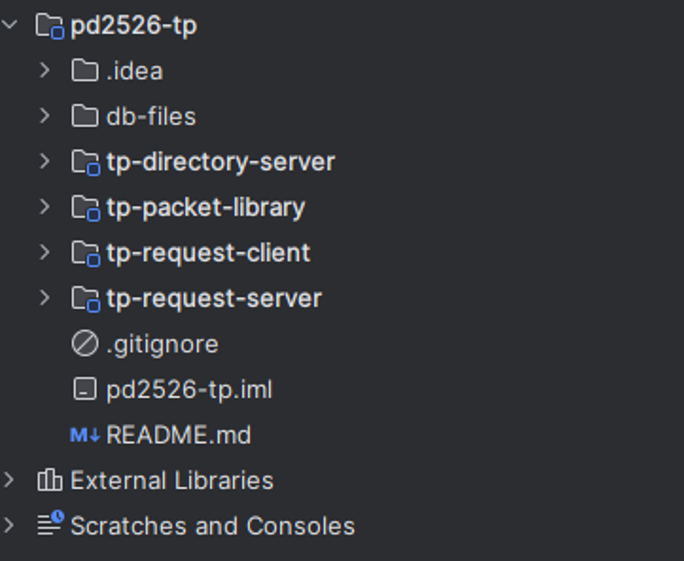 pd2526-tp
.idea
db-files
tp-directory-server
tp-packet-library
tp-request-client
tp-request-server
.gitignore
pd2526-tp.iml
M↓ README.md
External Libraries
Scratches and Consoles